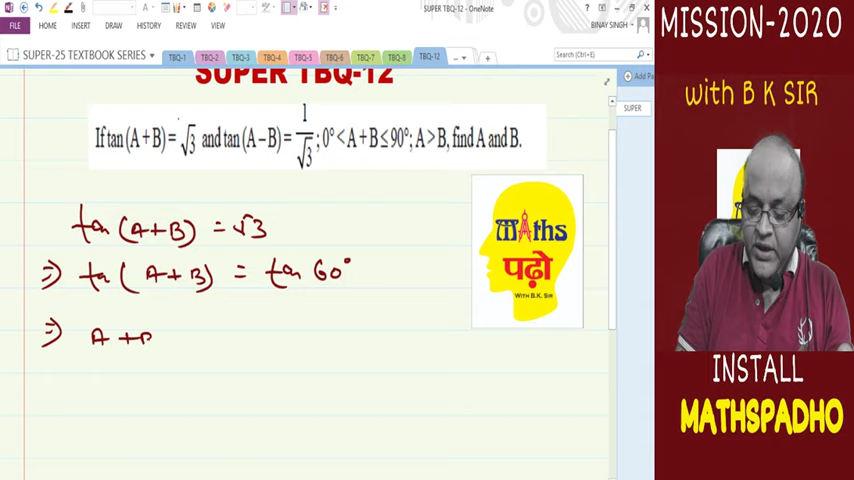 SUPER TBQ-12 - OneNote
FILE HOME INSERT DRAW HISTORY REVIEW VIEW
BINAY SINGH
SUPER-25 TEXTBOOK SERIES
TBQ-1 TBQ-2 TBQ-3 TBQ-4 TBQ-5 TBQ-6 TBQ-7 TBQ-8 TBQ-12
Search (Ctrl+E)
Add Pa
SUPER
SUPER TBQ-12
If tan (A + B) = √3 and tan (A – B) = 1/√3 ; 0° < A + B ≤ 90°; A > B, find A and B.
tan (A+B) = √3
⇒ tan (A+B) = tan 60°
⇒ A +
Maths
पढ़ो
WITH B.K. SIR
MISSION-2020
with B K SIR
INSTALL
MATHSPADHO